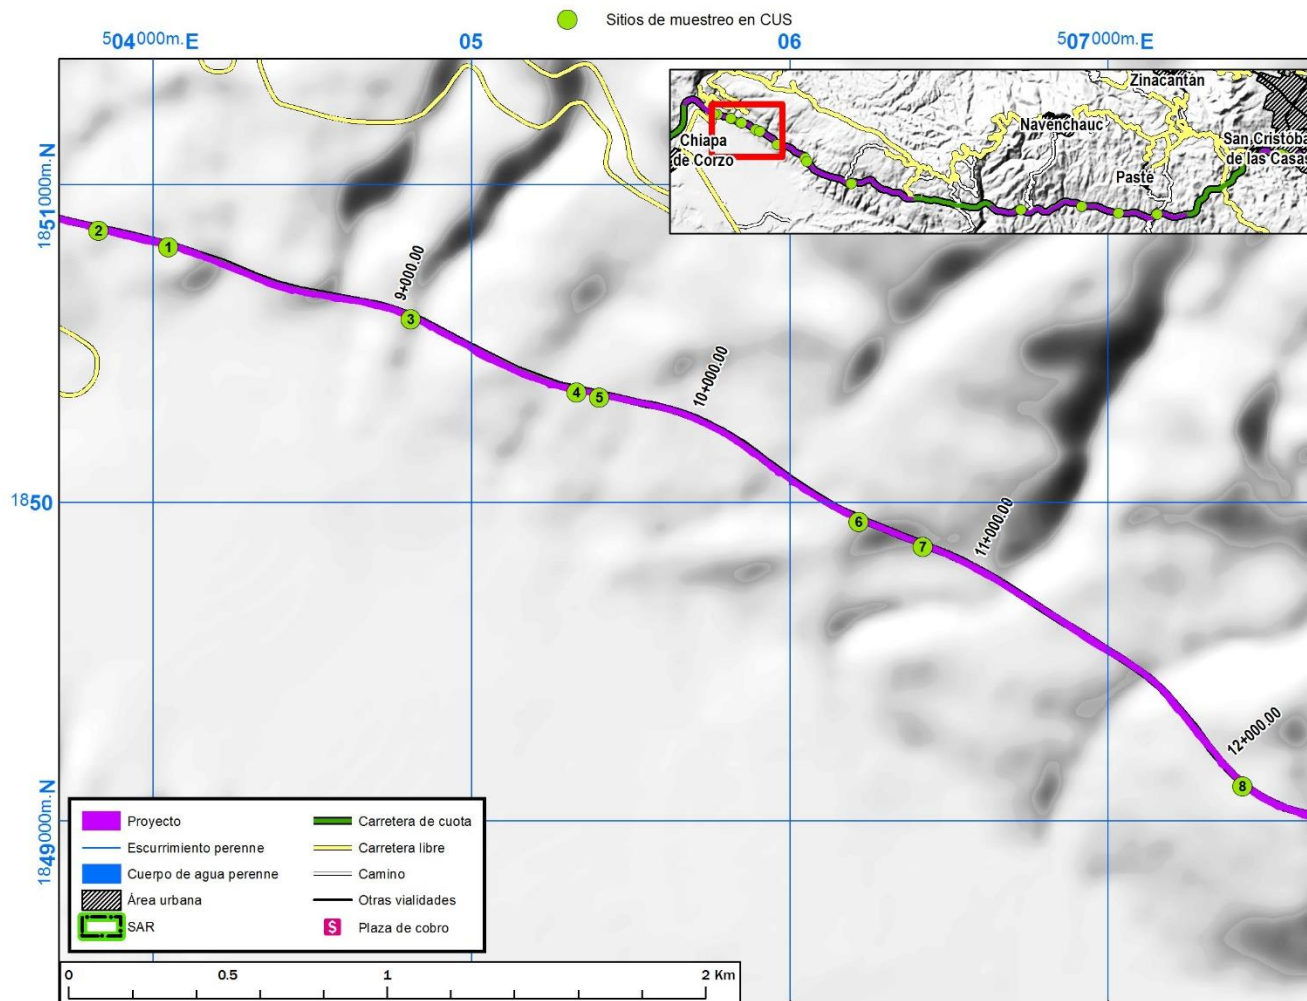 Sitios de muestreo en CUS
504000m.E 05 06 507000m.E
1851000m.N
1850
1849000m.N
Zinacantán
Navenchauc
Chiapa
de Corzo
San Cristóba
de las Casas
Pasté
2
1
9+000.00
3
4
5
10+000.00
6
7
11+000.00
12+000.00
8
Proyecto
Escurrimiento perenne
Cuerpo de agua perenne
Área urbana
SAR
Carretera de cuota
Carretera libre
Camino
Otras vialidades
$ Plaza de cobro
0 0.5 1 2 Km